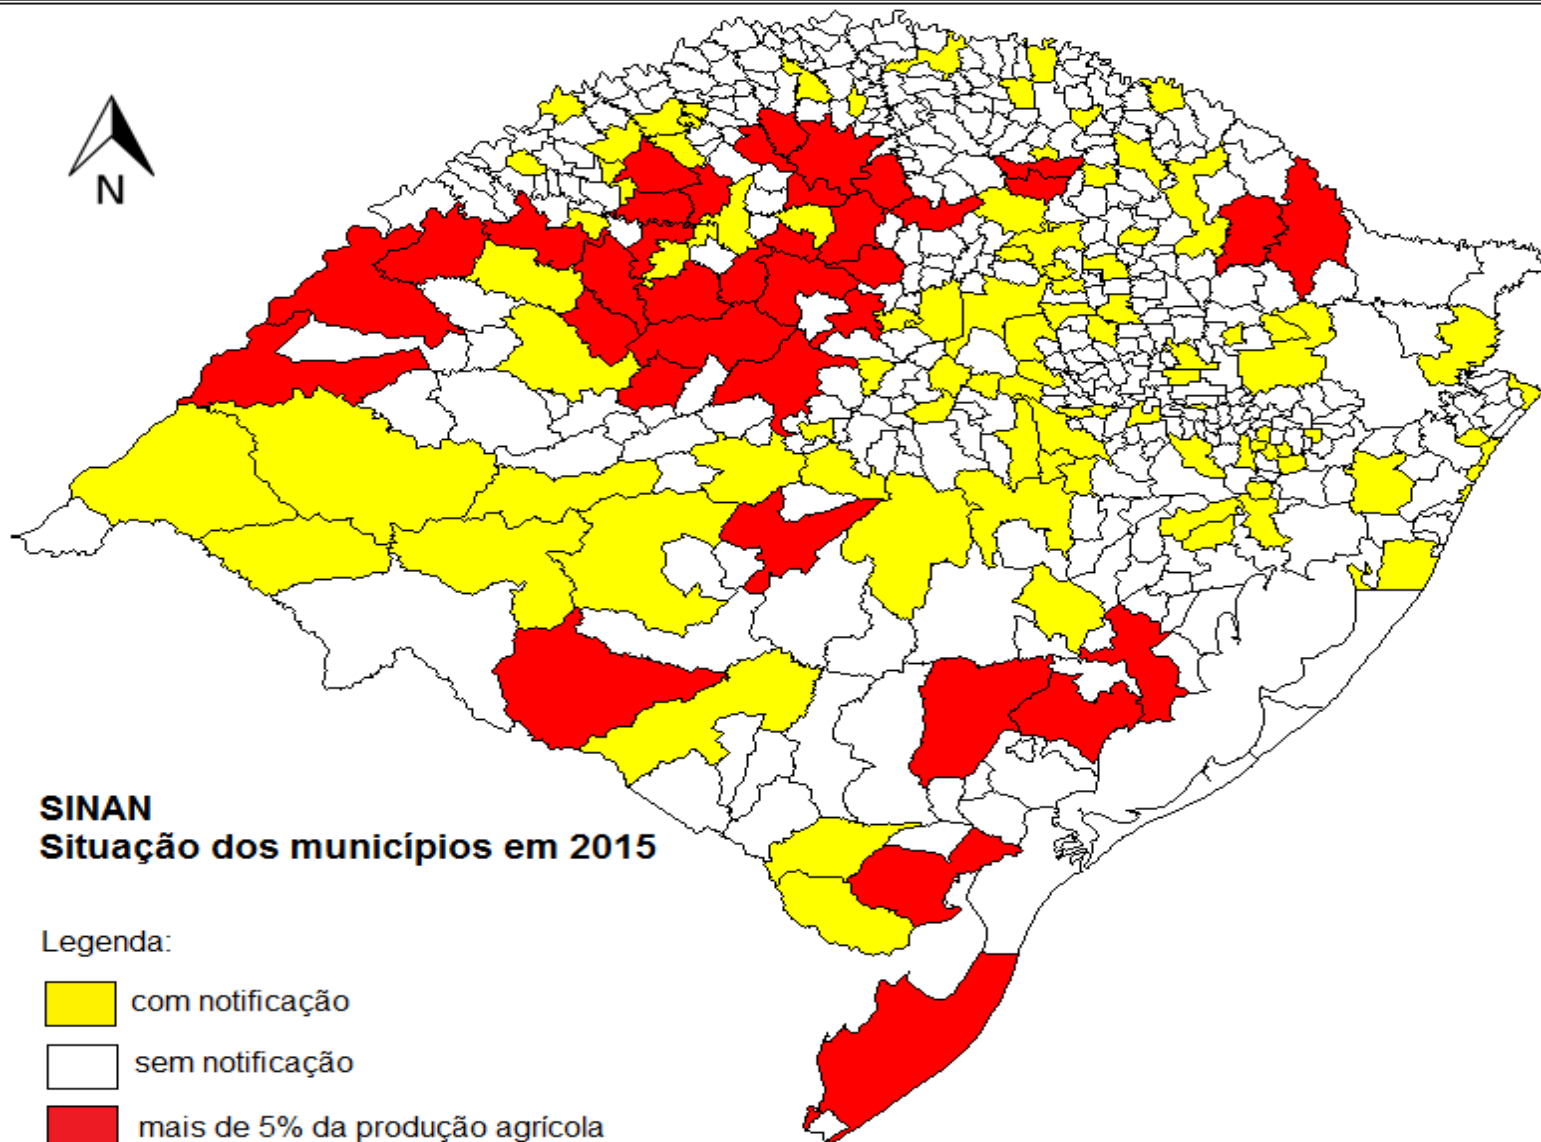 N
SINAN
Situação dos municípios em 2015
Legenda:
com notificação
sem notificação
mais de 5% da produção agrícola